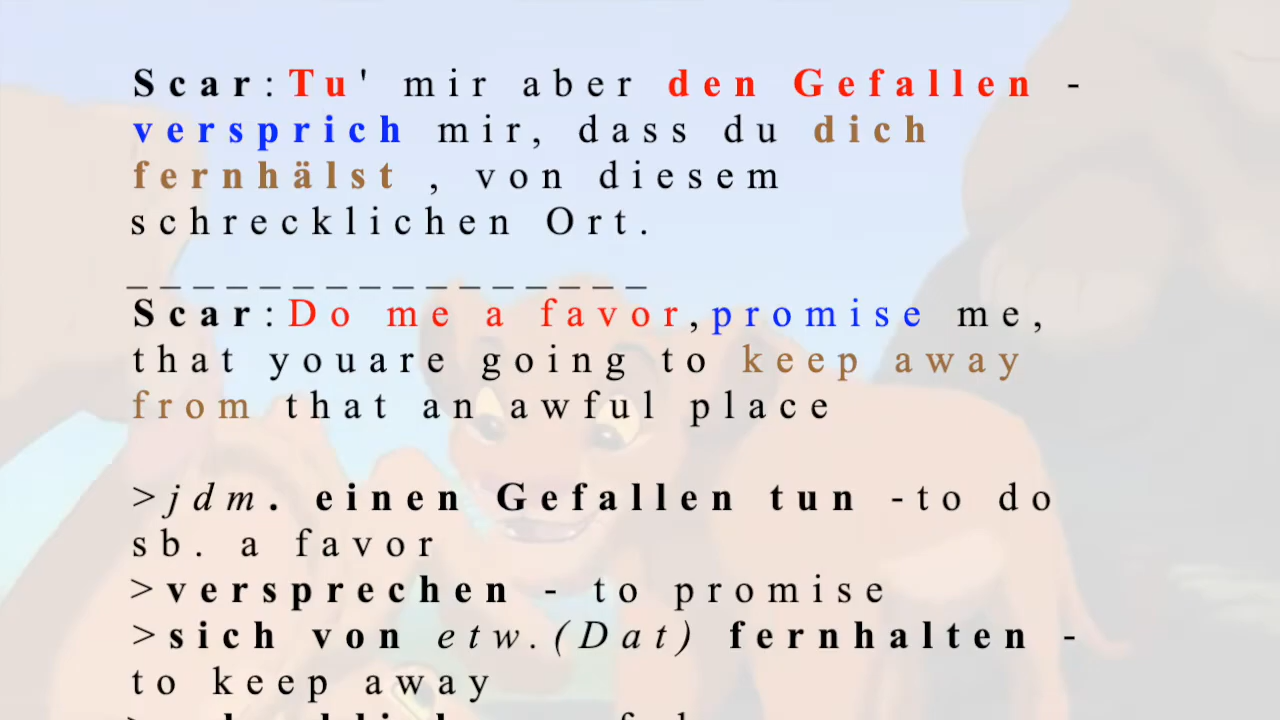 Scar:Tu' mir aber den Gefallen -
versprich mir, dass du dich
fernhälst , von diesem
schrecklichen Ort.
_________________
Scar:Do me a favor,promise me,
that youare going to keep away
from that an awful place
>jdm. einen Gefallen tun -to do
sb. a favor
>versprechen - to promise
>sich von etw.(Dat) fernhalten -
to keep away